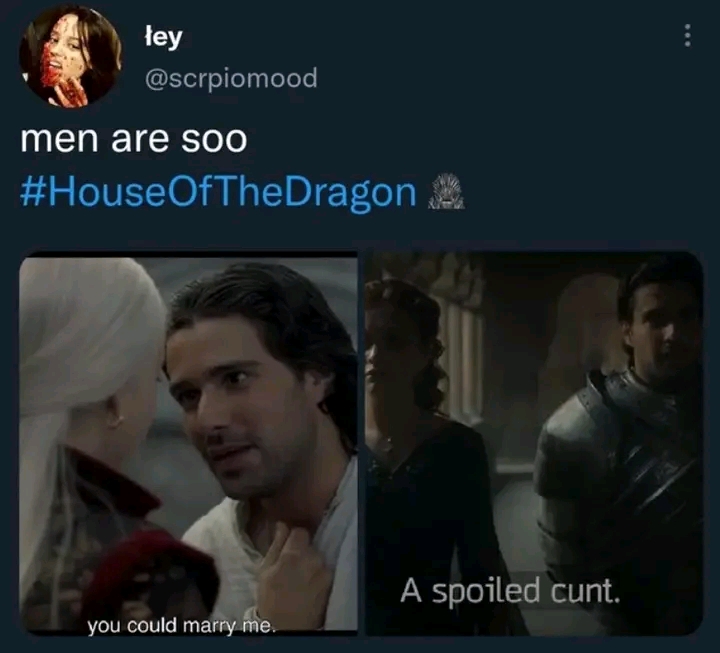 łey
@scrpiomood
men are soo
#HouseOfTheDragon
you could marry me.
A spoiled cunt.